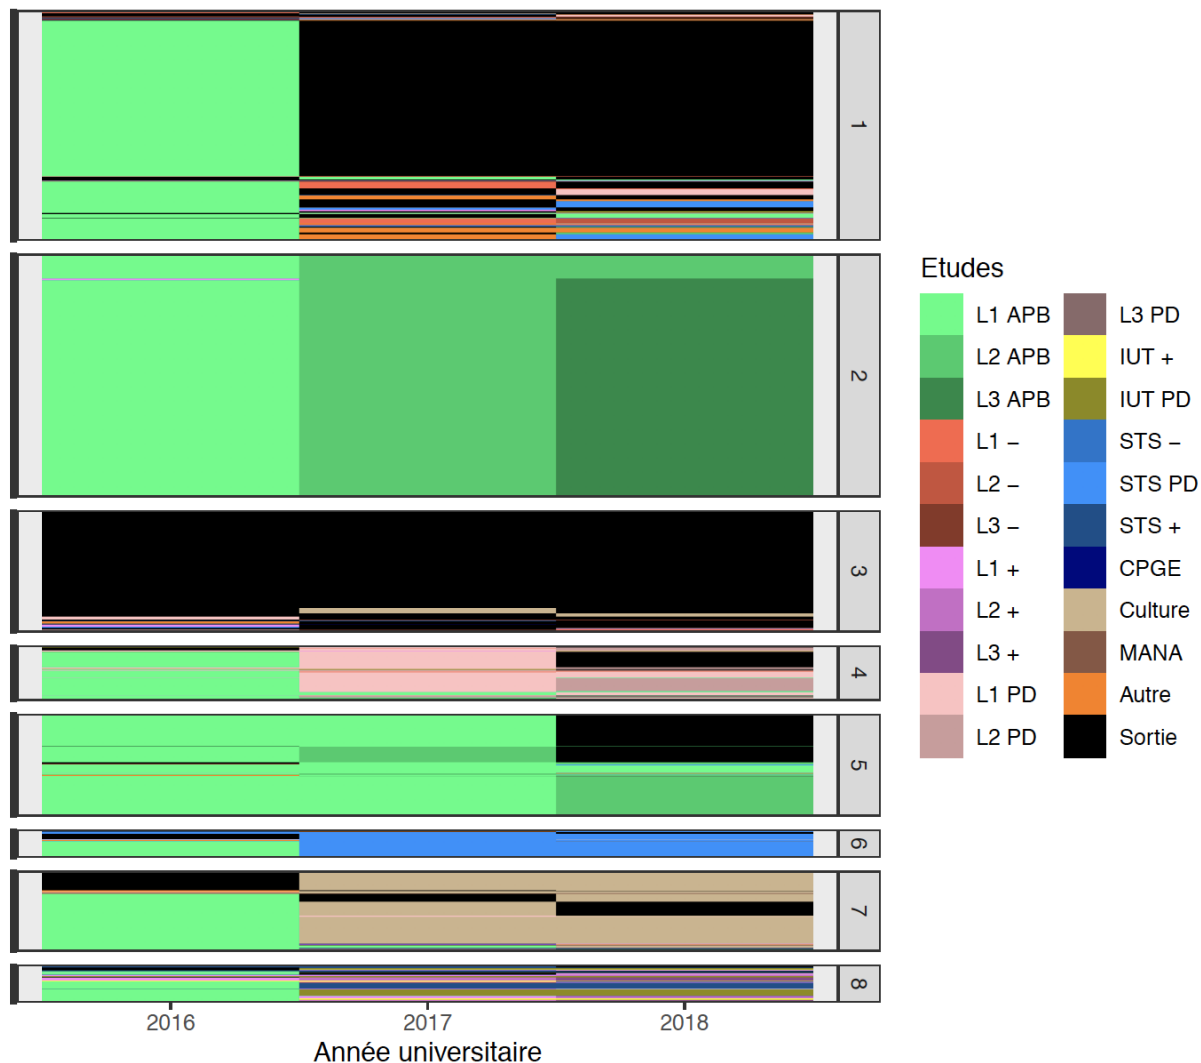 1
2
3
4
5
6
7
8
2016 2017 2018
Année universitaire
Etudes
L1 APB L3 PD
L2 APB IUT +
L3 APB IUT PD
L1 − STS −
L2 − STS PD
L3 − STS +
L1 + CPGE
L2 + Culture
L3 + MANA
L1 PD Autre
L2 PD Sortie